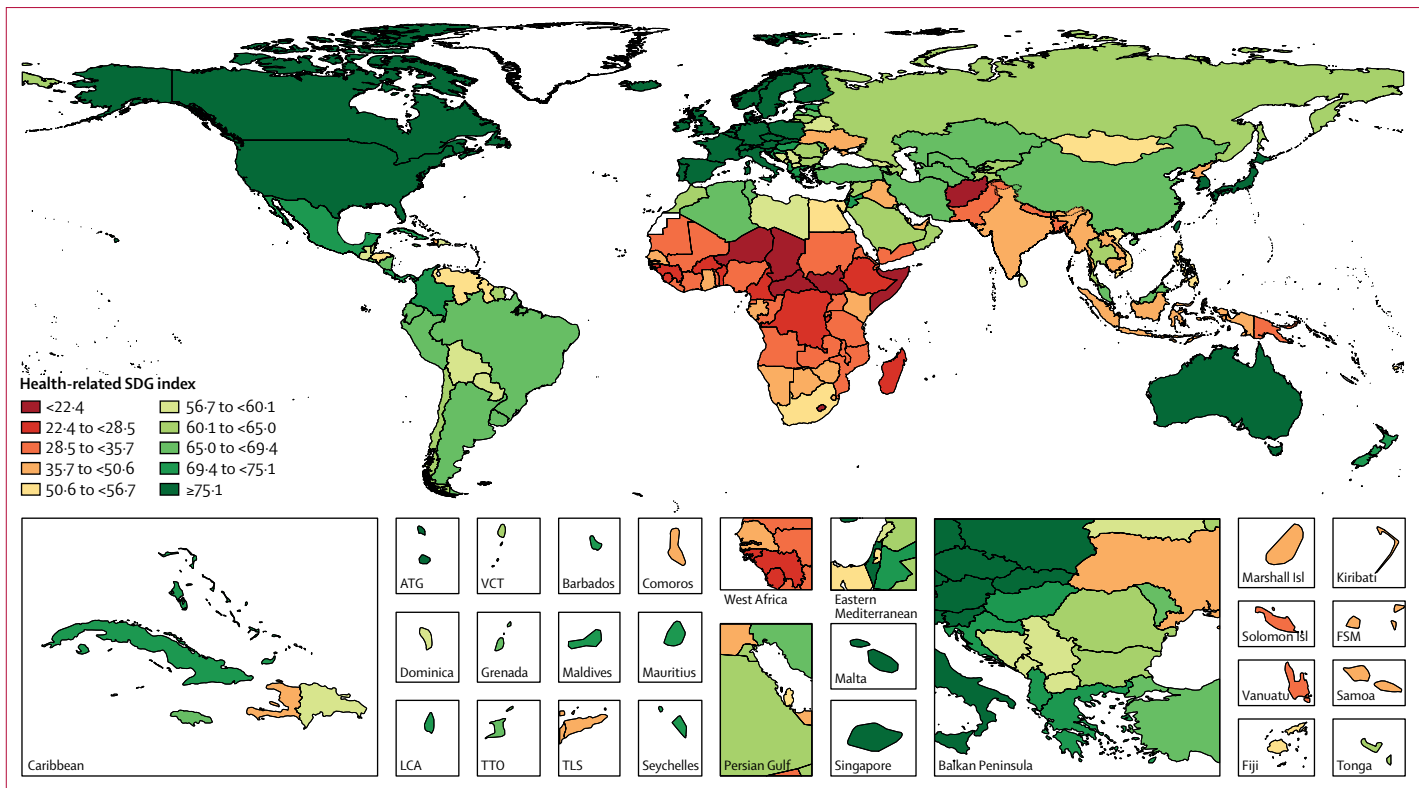 Health-related SDG index
<22·4
22·4 to <28·5
28·5 to <35·7
35·7 to <50·6
50·6 to <56·7
56·7 to <60·1
60·1 to <65·0
65·0 to <69·4
69·4 to <75·1
≥75·1
Caribbean
ATG
VCT
Barbados
Comoros
West Africa
Eastern
Mediterranean
Dominica
Grenada
Maldives
Mauritius
Malta
LCA
TTO
TLS
Seychelles
Persian Gulf
Singapore
Balkan Peninsula
Marshall Isl
Kiribati
Solomon Isl
FSM
Vanuatu
Samoa
Fiji
Tonga